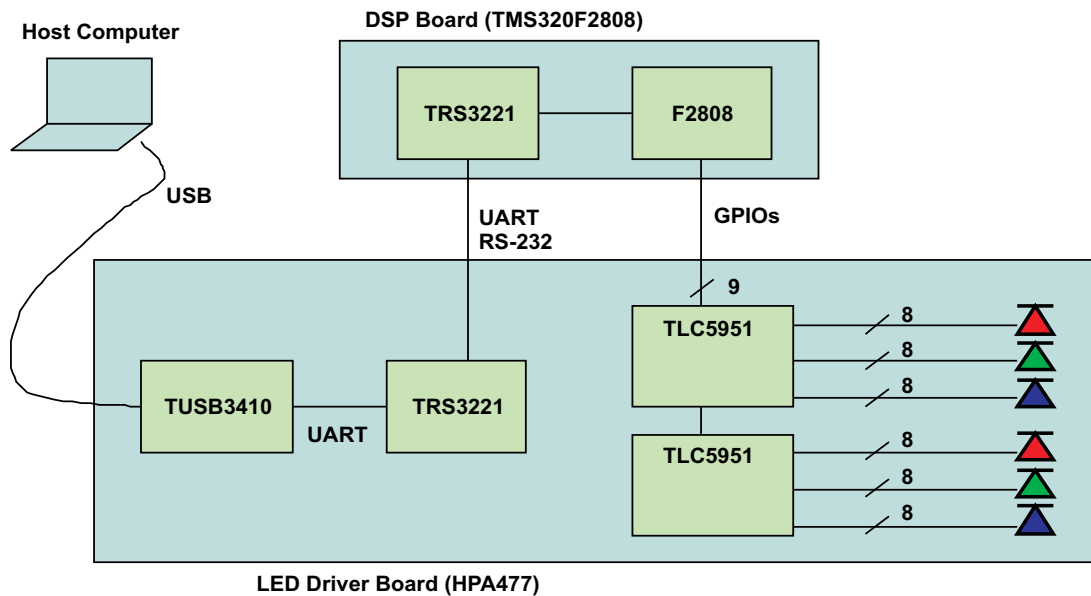 DSP Board (TMS320F2808)
Host Computer
TRS3221
F2808
USB
UART
RS-232
GPIOs
9
TLC5951
8
8
8
TUSB3410
UART
TRS3221
TLC5951
8
8
8
LED Driver Board (HPA477)